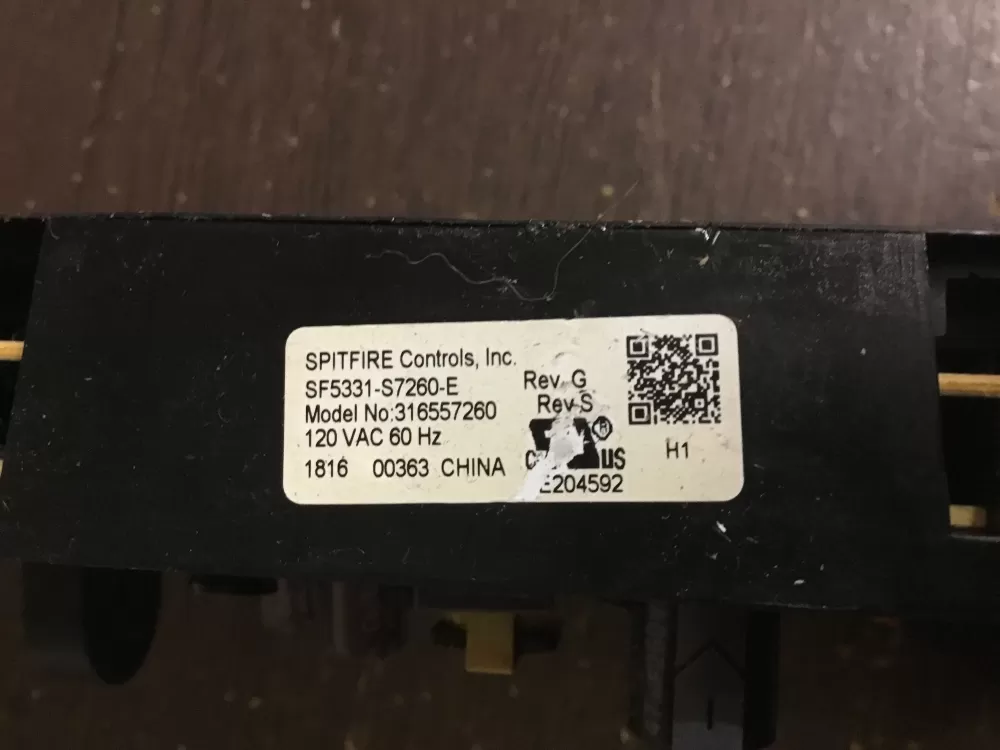 SPITFIRE Controls, Inc.
SF5331-S7260-E
Rev G
Model No:316557260
Rev S
120 VAC 60 Hz
1816 00363 CHINA
US
H1
E204592